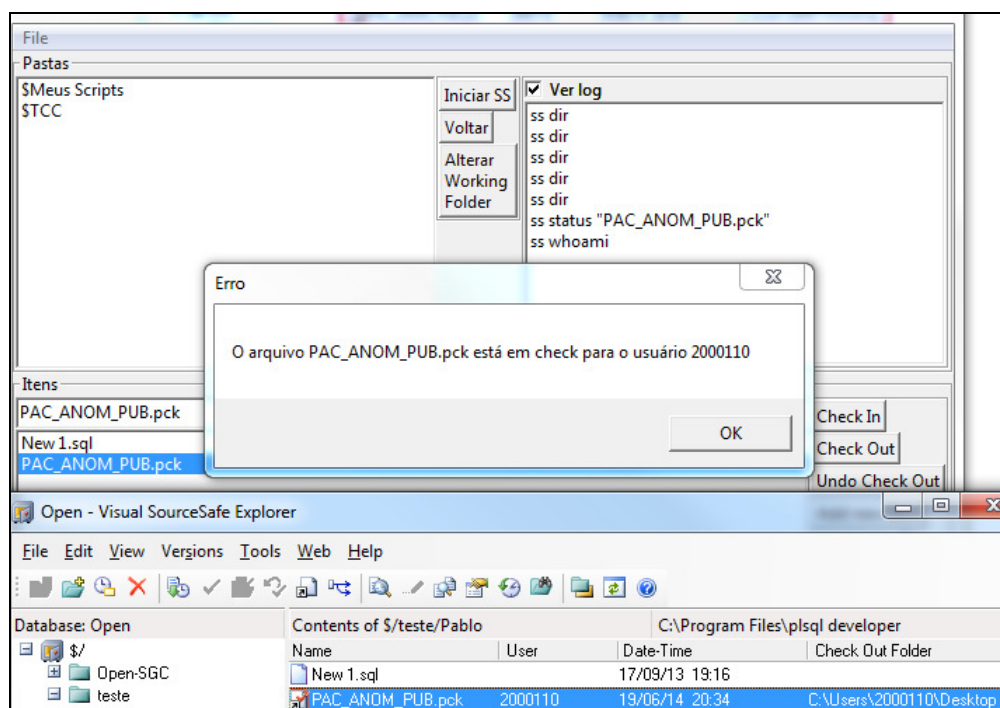 File
Pastas
$Meus Scripts
$TCC
Iniciar SS
Voltar
Alterar
Working
Folder
Ver log
ss dir
ss dir
ss dir
ss dir
ss dir
ss status "PAC_ANOM_PUB.pck"
ss whoami
Erro
O arquivo PAC_ANOM_PUB.pck está em check para o usuário 2000110
OK
Itens
PAC_ANOM_PUB.pck
New 1.sql
PAC_ANOM_PUB.pck
Check In
Check Out
Undo Check Out
Open - Visual SourceSafe Explorer
File Edit View Versions Tools Web Help
Database: Open
Contents of $/teste/Pablo
C:\Program Files\plsql developer
$/
Open-SGC
teste
Name User Date-Time Check Out Folder
New 1.sql 17/09/13 19:16
PAC_ANOM_PUB.pck 2000110 19/06/14 20:34 C:\Users\2000110\Desktop